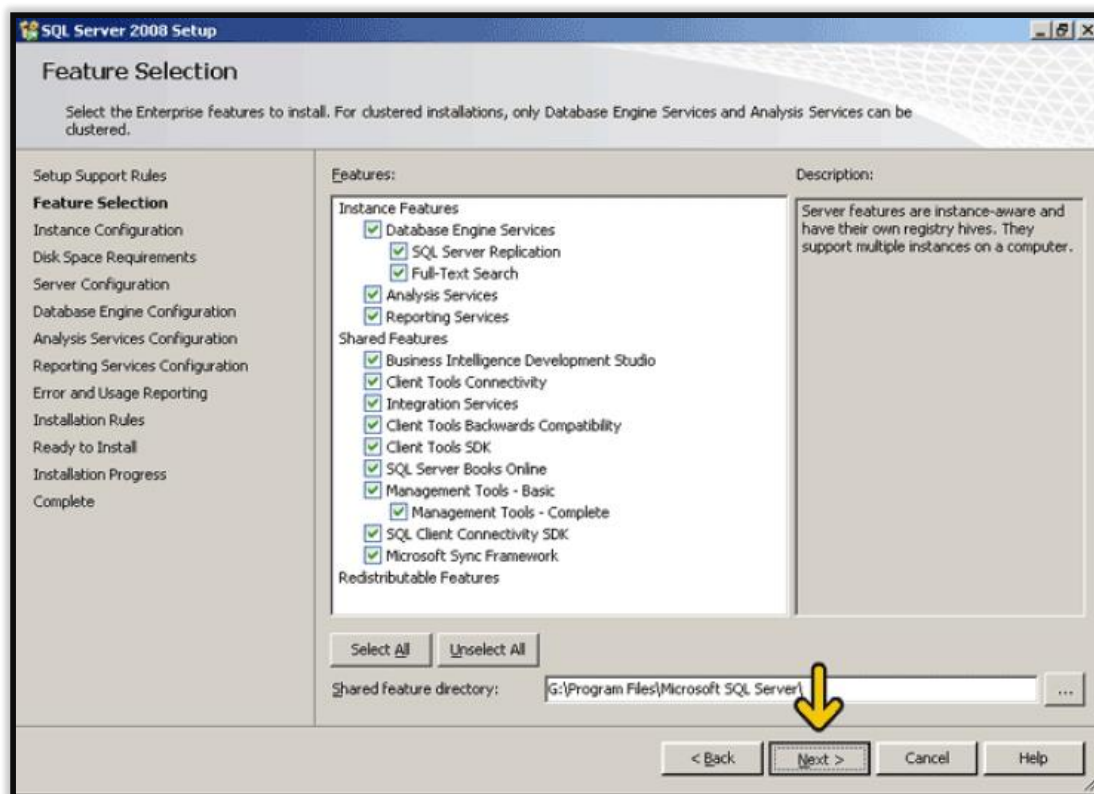 SQL Server 2008 Setup
Feature Selection
Select the Enterprise features to install. For clustered installations, only Database Engine Services and Analysis Services can be
clustered.
Setup Support Rules
Feature Selection
Instance Configuration
Disk Space Requirements
Server Configuration
Database Engine Configuration
Analysis Services Configuration
Reporting Services Configuration
Error and Usage Reporting
Installation Rules
Ready to Install
Installation Progress
Complete
Features:
Instance Features
Database Engine Services
SQL Server Replication
Full-Text Search
Analysis Services
Reporting Services
Shared Features
Business Intelligence Development Studio
Client Tools Connectivity
Integration Services
Client Tools Backwards Compatibility
Client Tools SDK
SQL Server Books Online
Management Tools - Basic
Management Tools - Complete
SQL Client Connectivity SDK
Microsoft Sync Framework
Redistributable Features
Description:
Server features are instance-aware and
have their own registry hives. They
support multiple instances on a computer.
Select All
Unselect All
Shared feature directory:
G:\Program Files\Microsoft SQL Server\
...
< Back
Next >
Cancel
Help